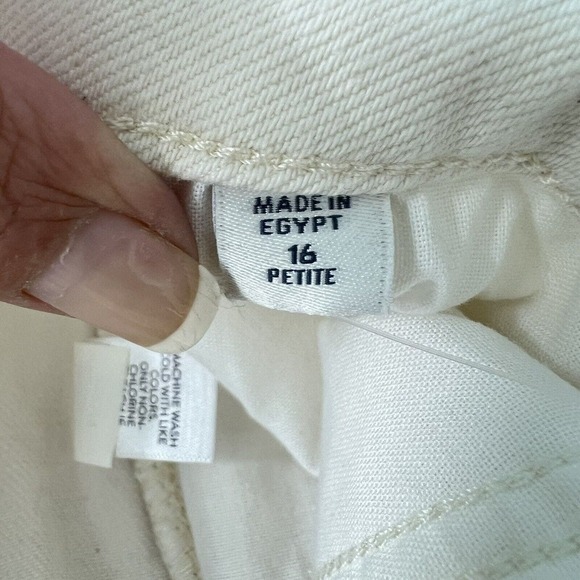 MADE IN
EGYPT
16
PETITE
MACHINE WASH
COLD WITH LIKE
COLORS.
ONLY NON-
CHLORINE